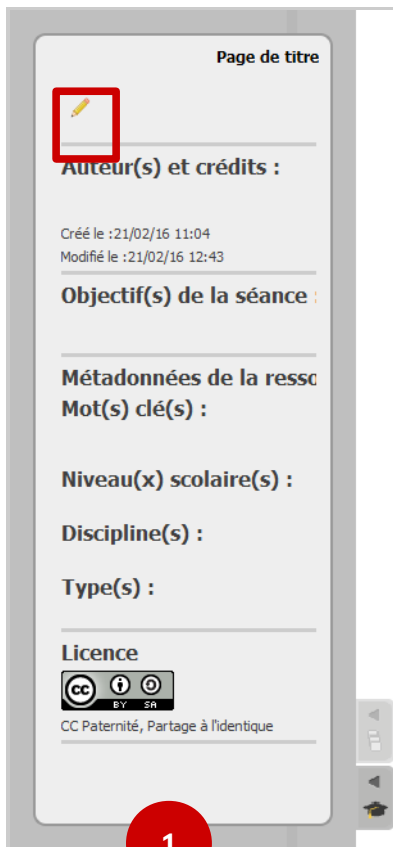 Page de titre
Auteur(s) et crédits :
Créé le :21/02/16 11:04
Modifié le :21/02/16 12:43
Objectif(s) de la séance :
Métadonnées de la resso
Mot(s) clé(s) :
Niveau(x) scolaire(s) :
Discipline(s) :
Type(s) :
Licence
cc BY SA
CC Paternité, Partage à l'identique
1